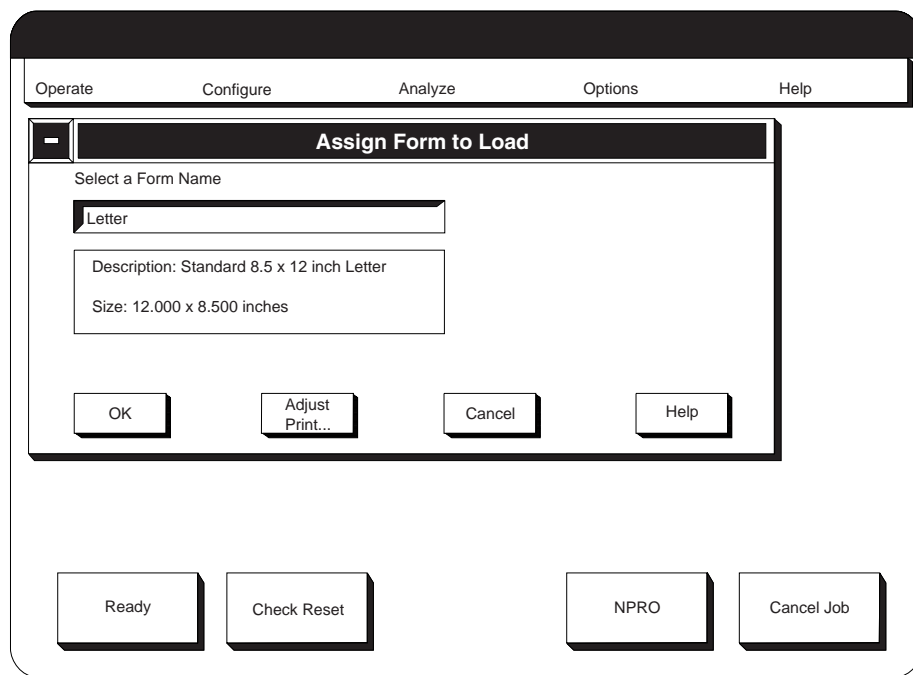 Operate Configure Analyze Options Help
Assign Form to Load
Select a Form Name
Letter
Description: Standard 8.5 x 12 inch Letter
Size: 12.000 x 8.500 inches
OK Adjust Print... Cancel Help
Ready Check Reset NPRO Cancel Job